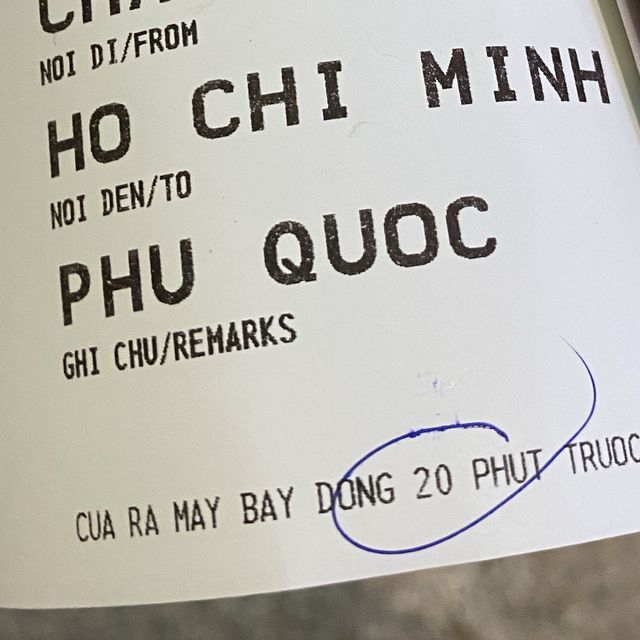 NOI DI/FROM
HO CHI MINH
NOI DEN/TO
PHU QUOC
GHI CHU/REMARKS
CUA RA MAY BAY DONG 20 PHUT TRUOC